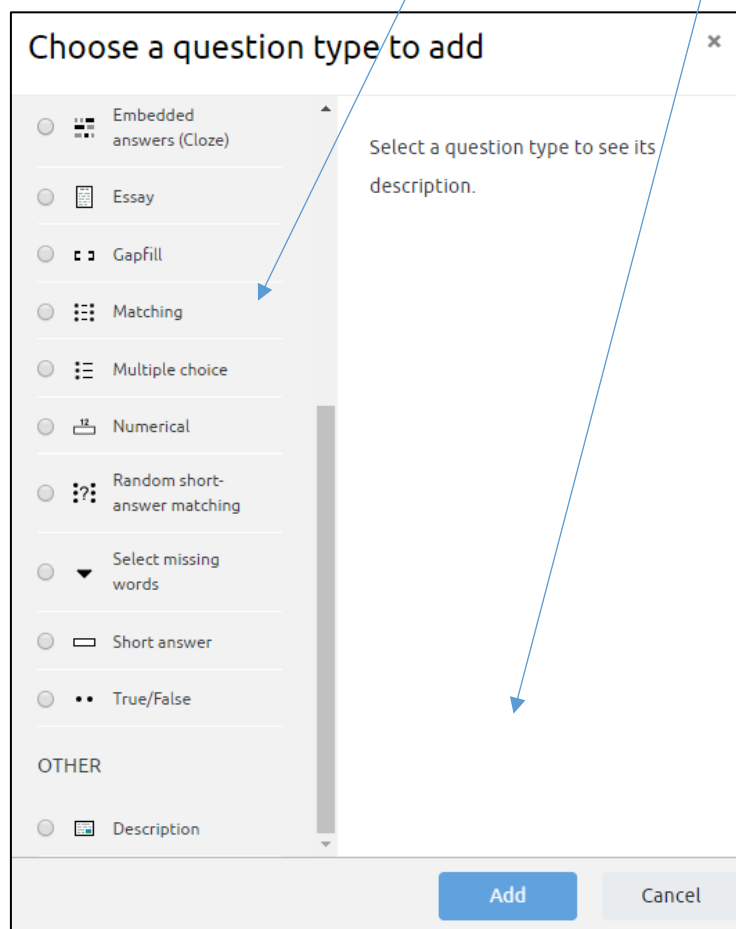 Choose a question type to add
×
Embedded
answers (Cloze)
Essay
Gapfill
Matching
Multiple choice
12
Numerical
Random short-
answer matching
Select missing
words
Short answer
True/False
OTHER
Description
Select a question type to see its
description.
Add
Cancel